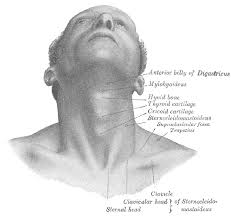 Anterior belly of Digastricus
Mylohyoideus
Hyoid bone
Thyroid cartilage
Cricoid cartilage
Sternocleidomastoideus
Supraclavicular fossa
Trapezius
Clavicle
Clavicular head } of Sternocleido-
Sternal head } mastoideus